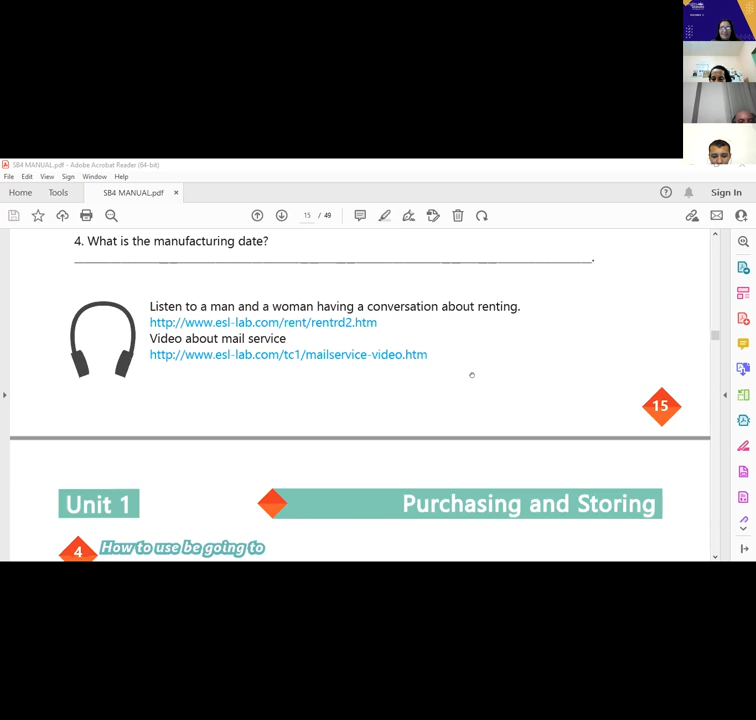 SB4 MANUAL.pdf - Adobe Acrobat Reader (64-bit)
File Edit View Sign Window Help
Home Tools SB4 MANUAL.pdf × Sign In
15 / 49
4. What is the manufacturing date?
Listen to a man and a woman having a conversation about renting.
http://www.esl-lab.com/rent/rentrd2.htm
Video about mail service
http://www.esl-lab.com/tc1/mailservice-video.htm
15
Unit 1
Purchasing and Storing
4 How to use be going to